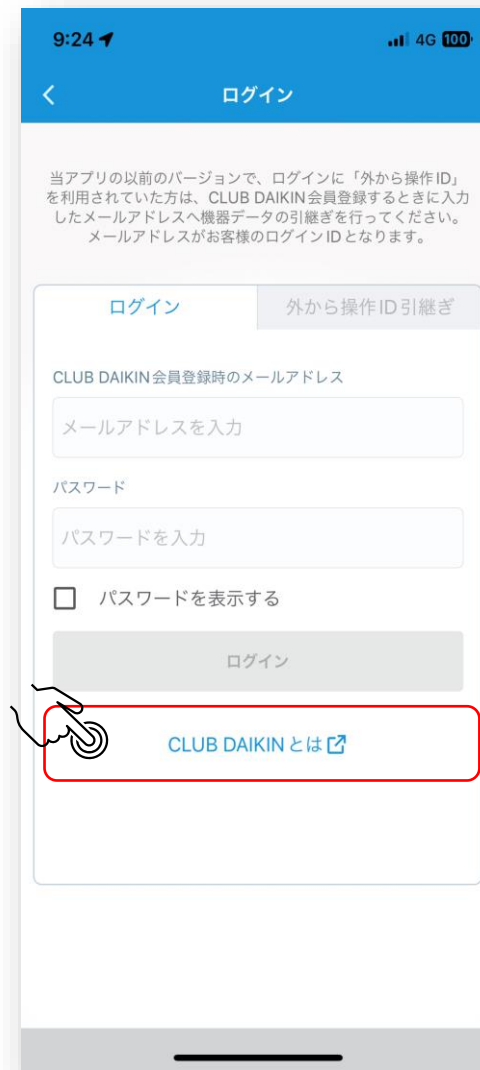 9:24 4G 100
ログイン
当アプリの以前のバージョンで、ログインに「外から操作ID」
を利用されていた方は、CLUB DAIKIN会員登録するときに入力
したメールアドレスへ機器データの引継ぎを行ってください。
メールアドレスがお客様のログインIDとなります。
ログイン 外から操作ID引継ぎ
CLUB DAIKIN会員登録時のメールアドレス
メールアドレスを入力
パスワード
パスワードを入力
パスワードを表示する
ログイン
CLUB DAIKINとは